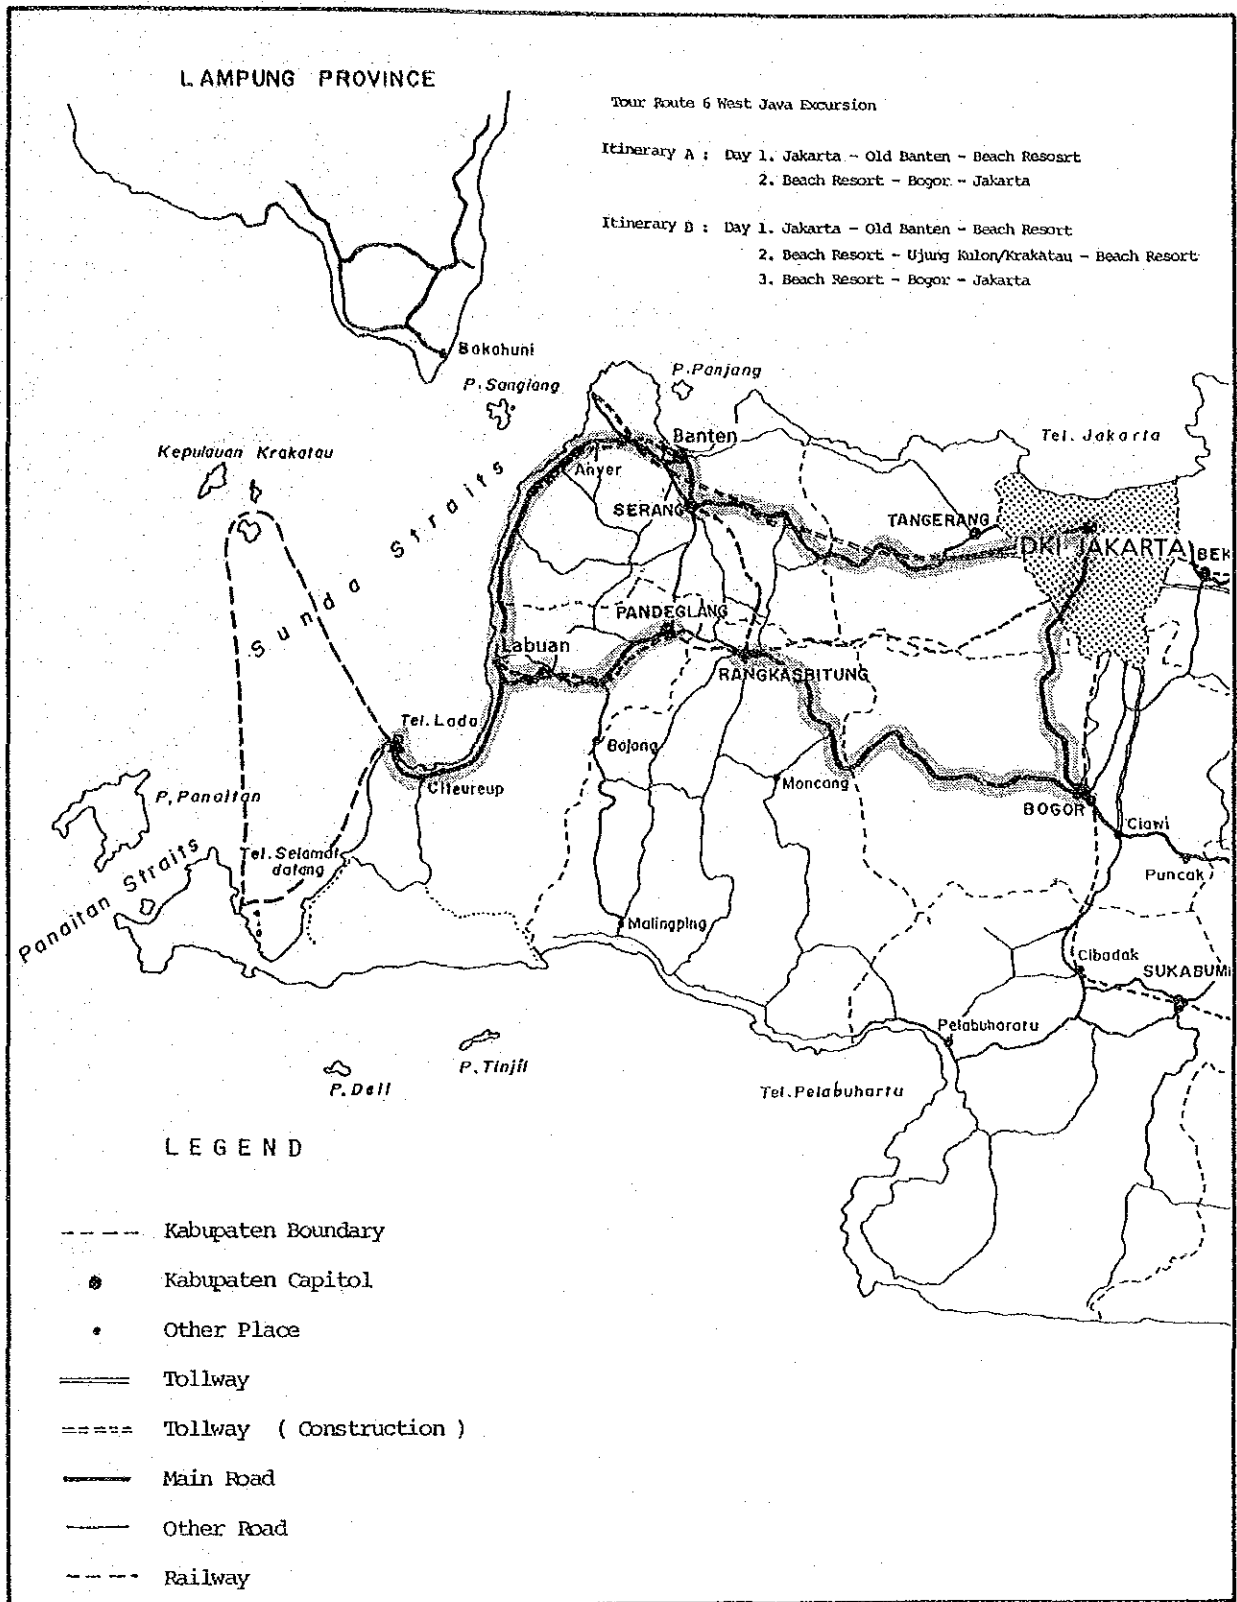 LAMPUNG PROVINCE
Tour Route 6 West Java Excursion
Itinerary A : Day 1. Jakarta - Old Banten - Beach Resosrt
2. Beach Resort - Bogor - Jakarta
Itinerary B : Day 1. Jakarta - Old Banten - Beach Resort
2. Beach Resort - Ujung Kulon/Krakatau - Beach Resort
3. Beach Resort - Bogor - Jakarta
Bakahuni
P. Sangiang
P. Panjang
Kepulauan Krakatau
Sunda Straits
Banten
Tel. Jakarta
Anyer
SERANG
TANGERANG
DKI JAKARTA
BEK
PANDEGLANG
Labuan
RANGKASBITUNG
Tel. Lada
Bojong
Citeureup
Moncang
P. Panaitan
BOGOR
Ciawi
Tel. Selamat
datang
Puncak
Panaitan Straits
Malingping
Cibadak
SUKABUMI
Pelabuharatu
P. Tinjil
P. Deli
Tel. Pelabuhartu
LEGEND
Kabupaten Boundary
Kabupaten Capitol
Other Place
Tollway
Tollway ( Construction )
Main Road
Other Road
Railway